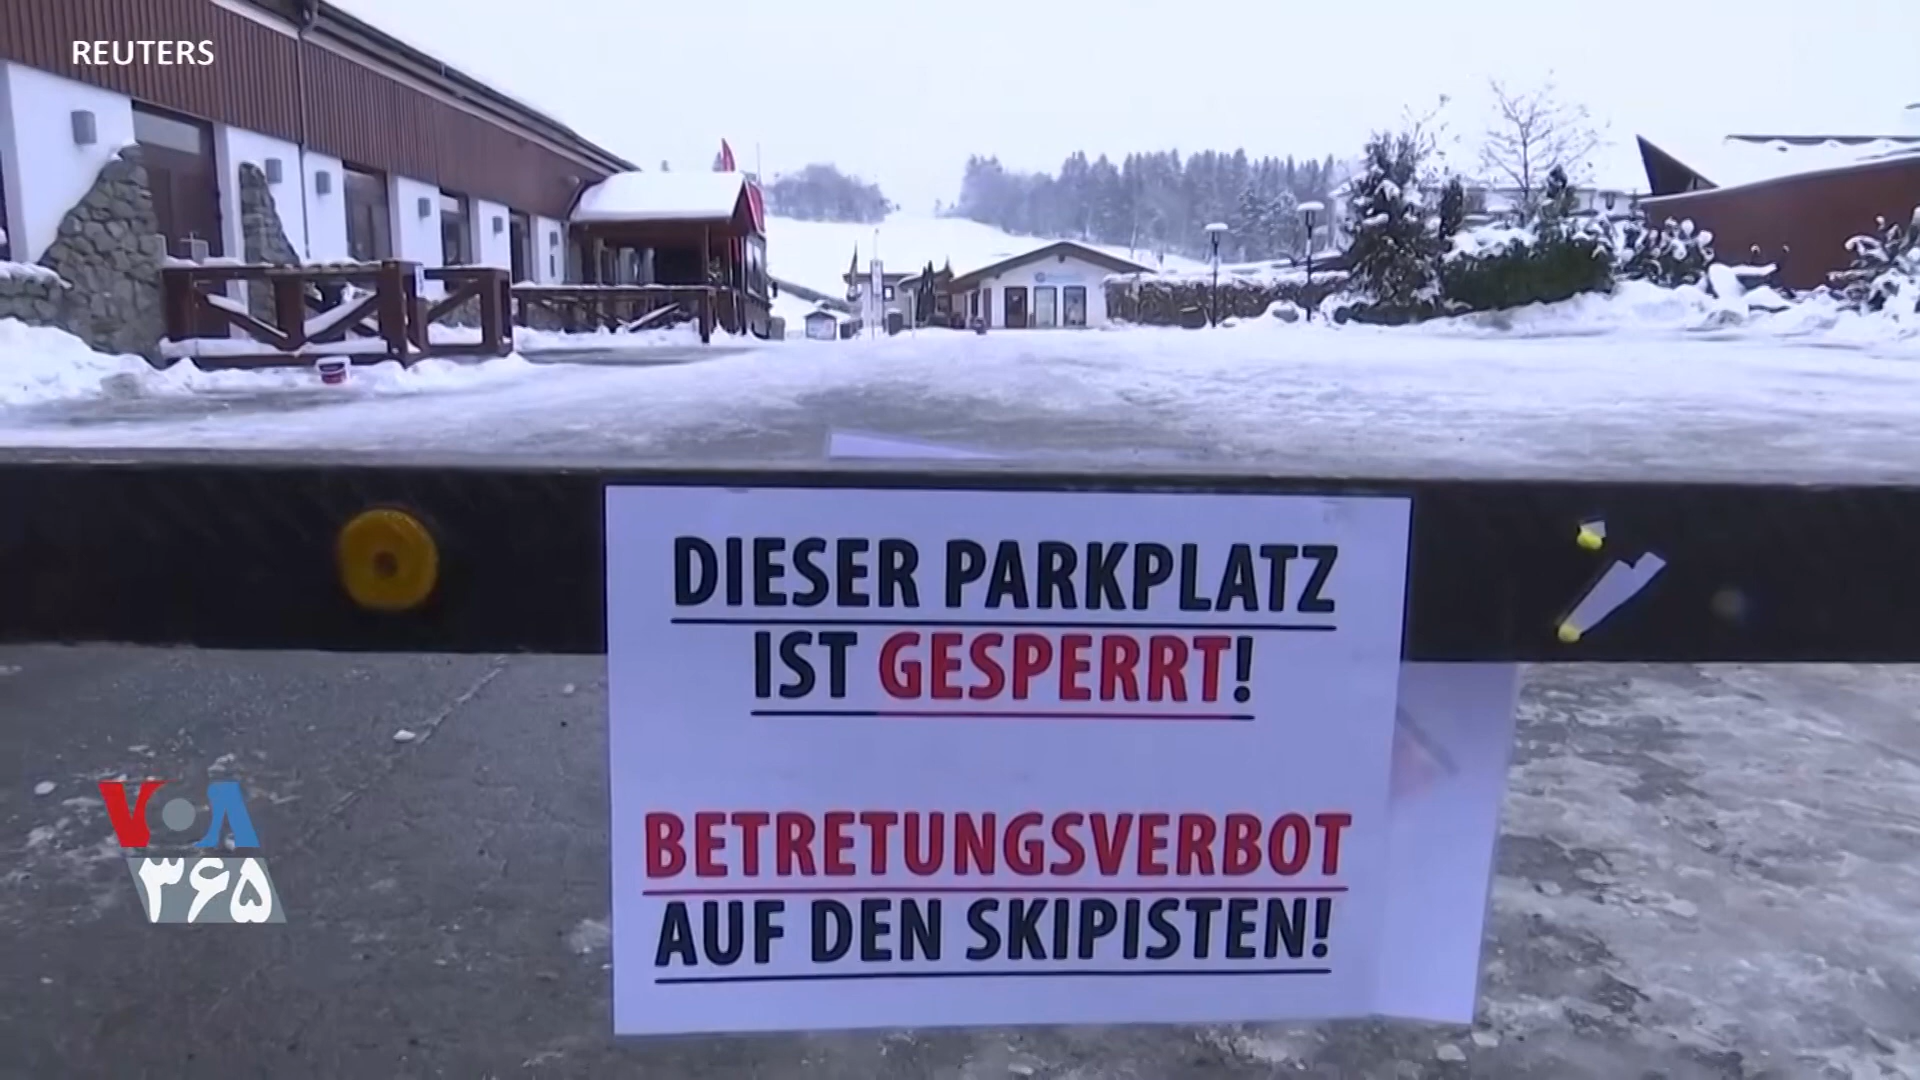 REUTERS
DIESER PARKPLATZ
IST GESPERRT!
BETRETUNGSVERBOT
AUF DEN SKIPISTEN!
VOA
۳۶۵